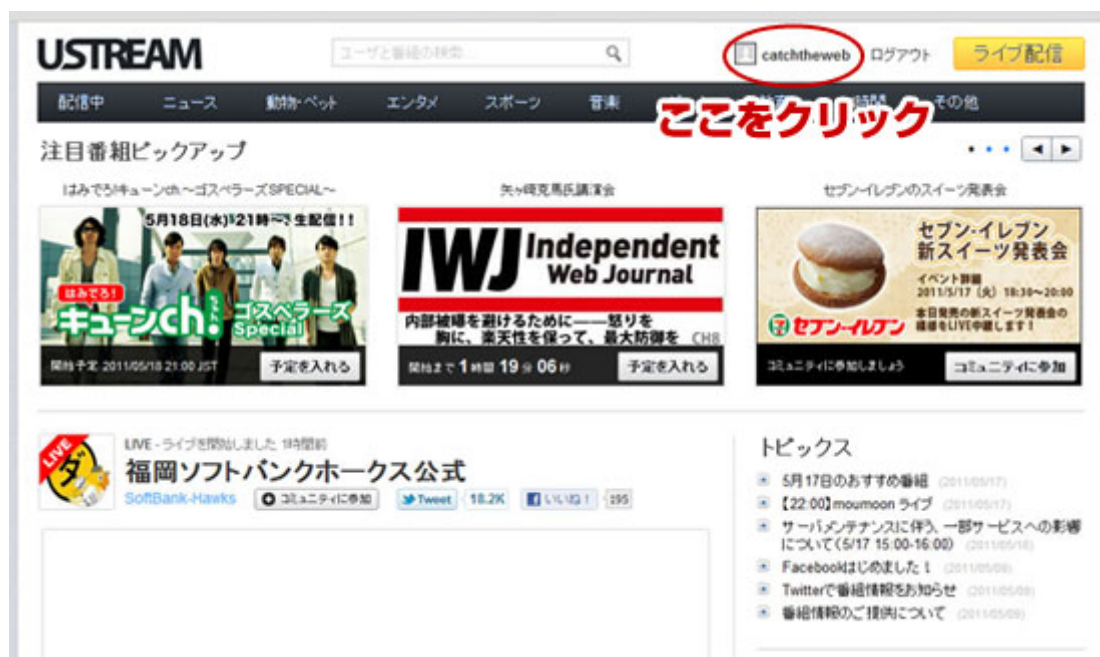 USTREAM
ユーザと番組の検索...
catchtheweb ログアウト ライブ配信
配信中 ニュース 動物・ペット エンタメ スポーツ 音楽 その他
ここをクリック
注目番組ピックアップ
はみでろ!キューンch～ゴスペラーズSPECIAL～
5月18日(水)21時～ 生配信!!
はみでろ!
キューンch!
ゴスペラーズ
Special
開始予定 2011/05/18 21:00 JST 予定を入れる
矢ヶ崎克馬氏講演会
IWJ Independent
Web Journal
内部被曝を避けるために――怒りを
胸に、楽天性を保って、最大防御を CH8
開始まで 1時間 19分 06秒 予定を入れる
セブン-イレブンのスイーツ発表会
セブン-イレブン
新スイーツ発表会
イベント詳細
2011/5/17 (火) 18:30～20:00
本日発売の新スイーツ発表会の
模様をLIVE中継します!
セブン-イレブン
コミュニティに参加しましょう コミュニティに参加
LIVE
ダ
LIVE - ライブを開始しました 1時間前
福岡ソフトバンクホークス公式
SoftBank-Hawks コミュニティに参加 Tweet 18.2K いいね! 195
トピックス
5月17日のおすすめ番組 (2011/05/17)
【22:00】moumoon ライブ (2011/05/17)
サーバメンテナンスに伴う、一部サービスへの影響
について(5/17 15:00-16:00) (2011/05/16)
Facebookはじめました! (2011/05/09)
Twitterで番組情報をお知らせ (2011/05/09)
番組情報のご提供について (2011/05/09)